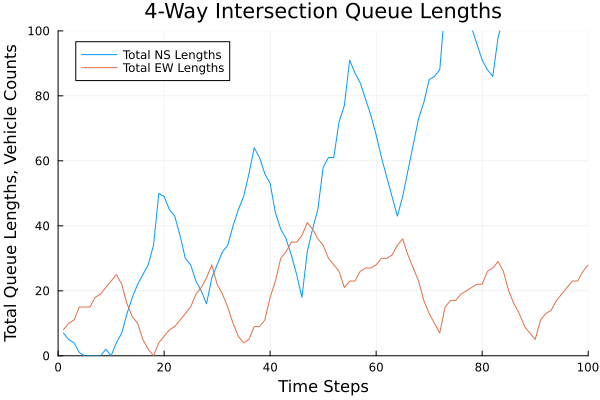 4-Way Intersection Queue Lengths
Total NS Lengths
Total EW Lengths
Total Queue Lengths, Vehicle Counts
100
80
60
40
20
0
0 20 40 60 80 100
Time Steps